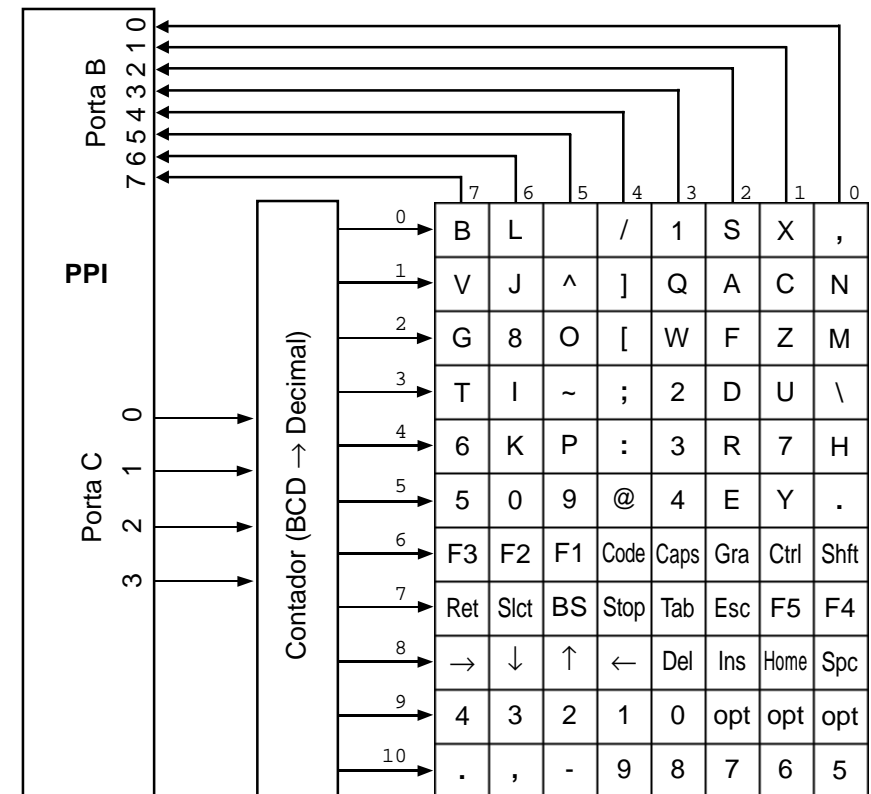 Porta B
0
1
2
3
4
5
6
7
PPI
Porta C
0
1
2
3
Contador (BCD → Decimal)
7 6 5 4 3 2 1 0
0 B L / 1 S X ,
1 V J ^ ] Q A C N
2 G 8 O [ W F Z M
3 T I ~ ; 2 D U \
4 6 K P : 3 R 7 H
5 5 0 9 @ 4 E Y .
6 F3 F2 F1 Code Caps Gra Ctrl Shft
7 Ret Slct BS Stop Tab Esc F5 F4
8 → ↓ ↑ ← Del Ins Home Spc
9 4 3 2 1 0 opt opt opt
10 . , - 9 8 7 6 5